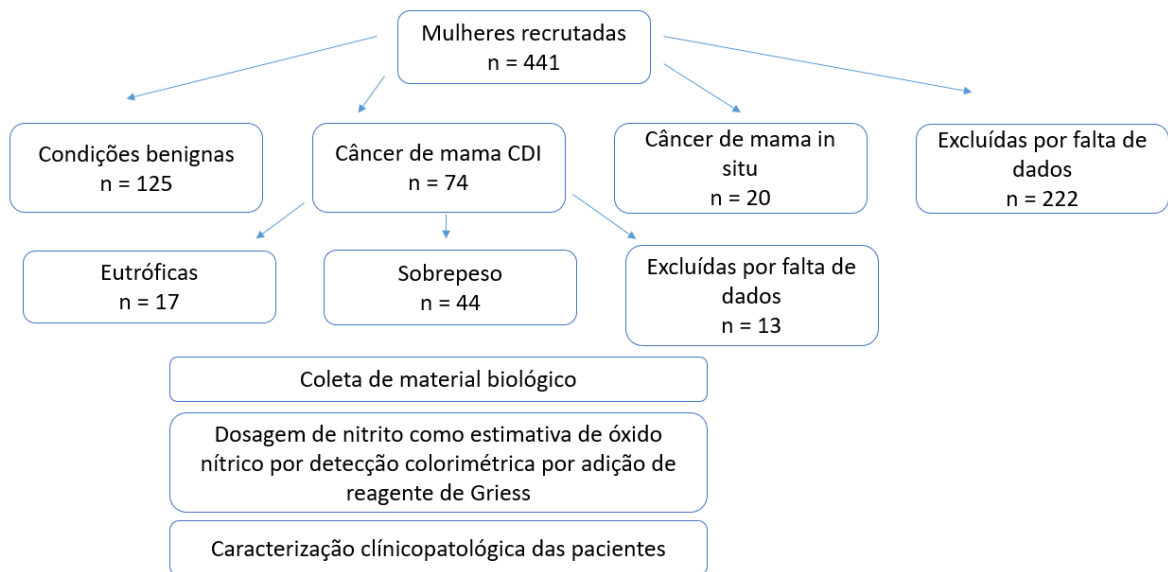 Mulheres recrutadas
n = 441
Condições benignas
n = 125
Câncer de mama CDI
n = 74
Câncer de mama in
situ
n = 20
Excluídas por falta de
dados
n = 222
Eutróficas
n = 17
Sobrepeso
n = 44
Excluídas por falta de
dados
n = 13
Coleta de material biológico
Dosagem de nitrito como estimativa de óxido
nítrico por detecção colorimétrica por adição de
reagente de Griess
Caracterização clínicopatológica das pacientes